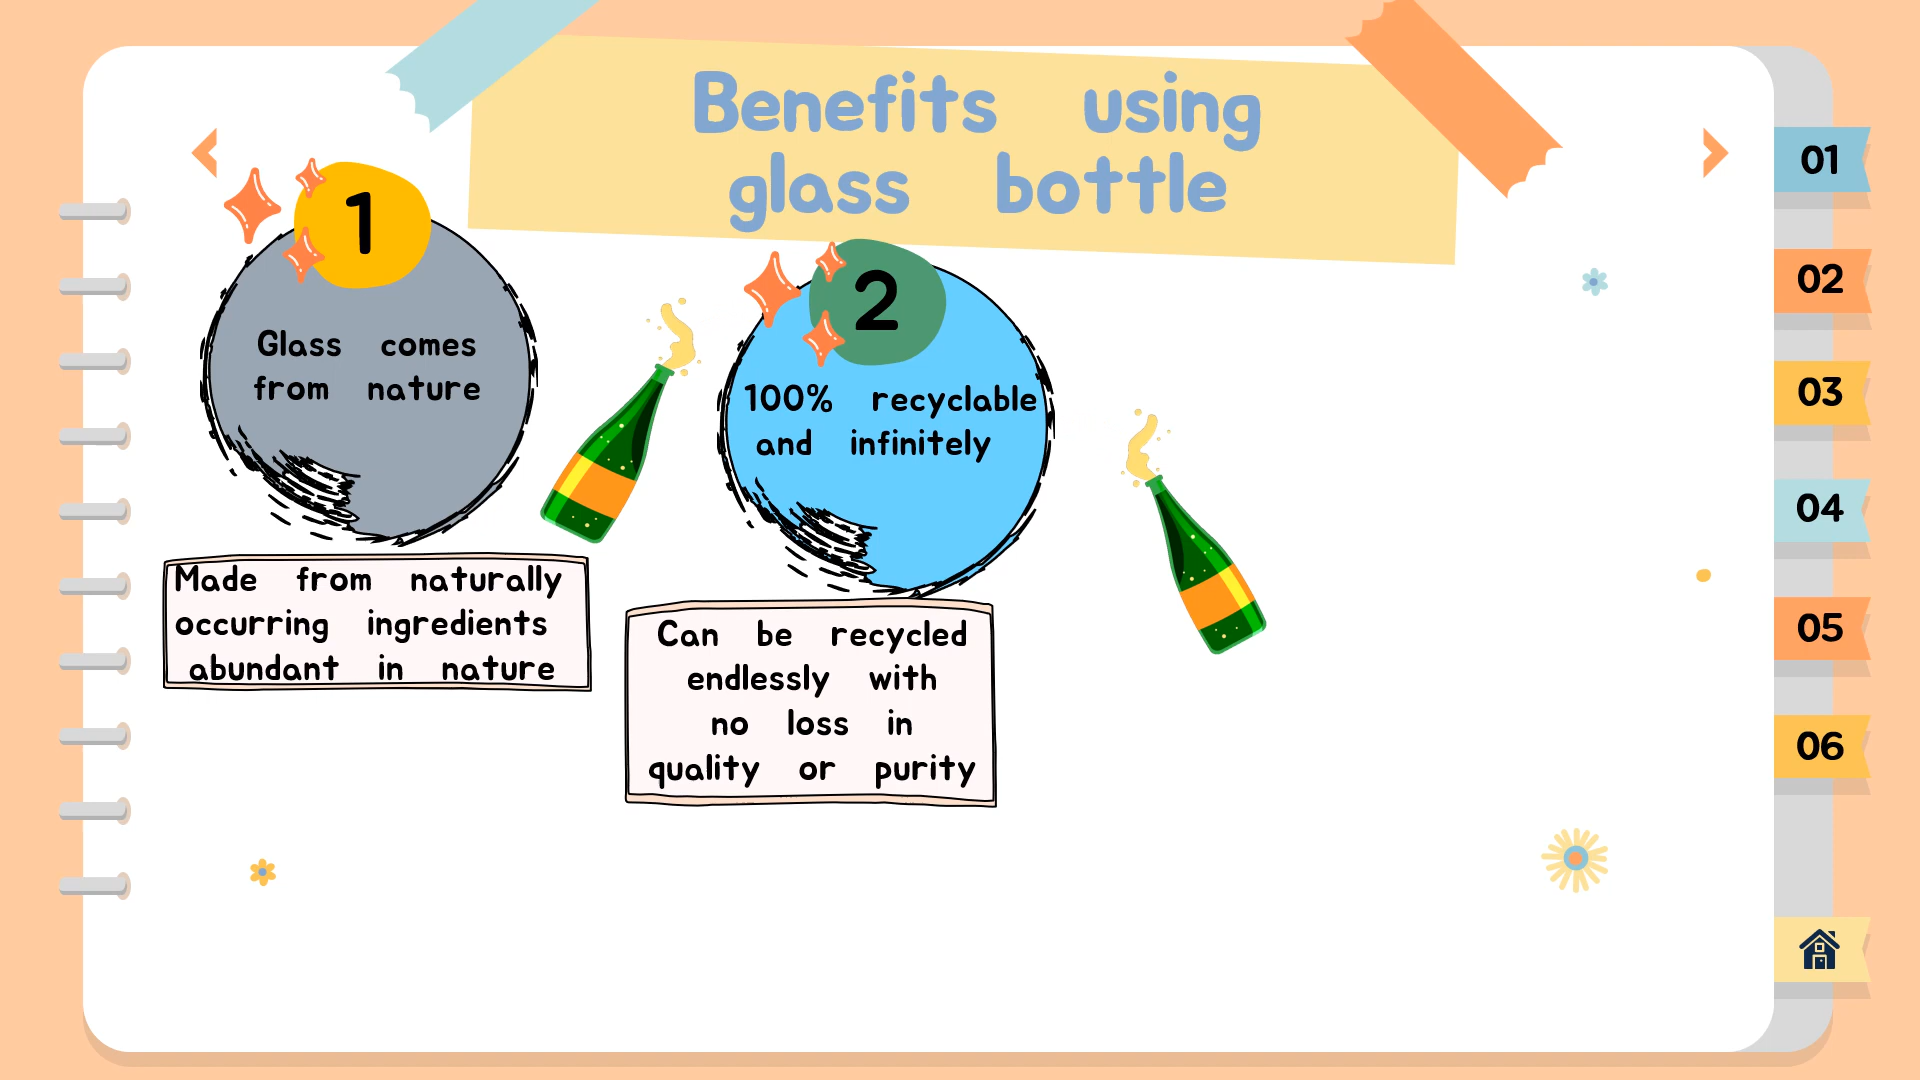 Benefits using
glass bottle
1
Glass comes
from nature
Made from naturally
occurring ingredients
abundant in nature
2
100% recyclable
and infinitely
Can be recycled
endlessly with
no loss in
quality or purity
01
02
03
04
05
06